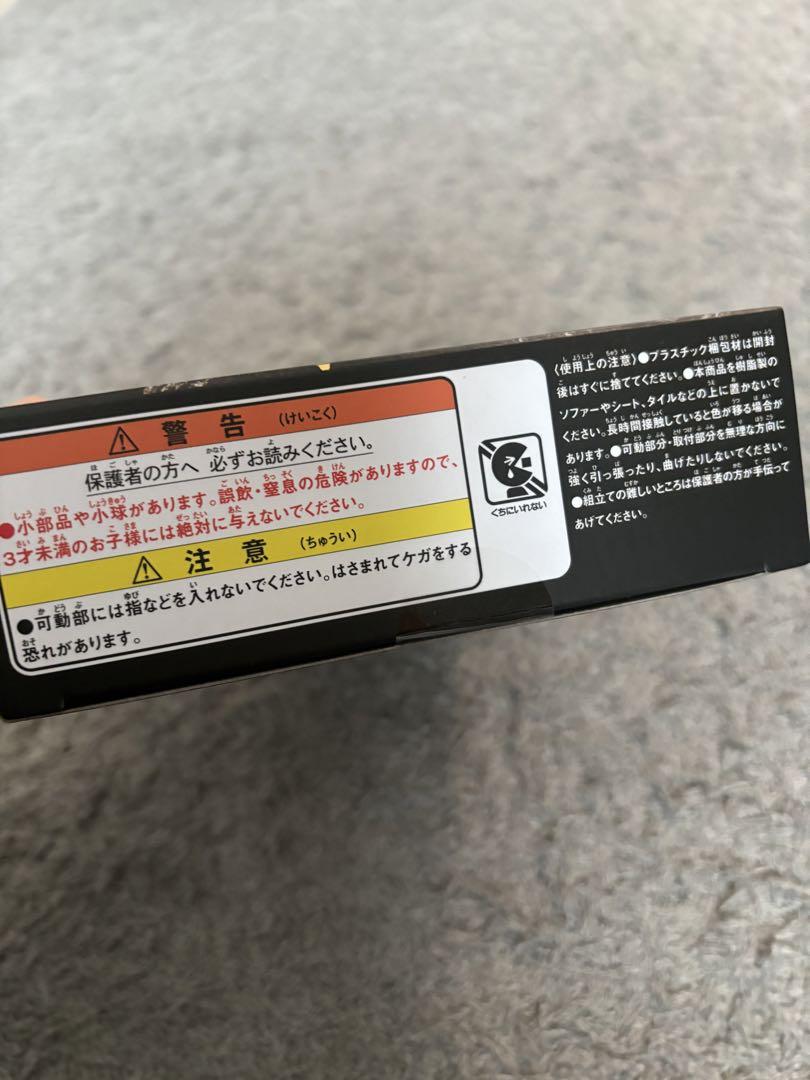 警告 (けいこく)
保護者の方へ 必ずお読みください。
●小部品や小球があります。誤飲・窒息の危険がありますので、
3才未満のお子様には絶対に与えないでください。
注意 (ちゅうい)
●可動部には指などを入れないでください。はさまれてケガをする
恐れがあります。
くちにいれない
〈使用上の注意〉●プラスチック梱包材は開封
後はすぐに捨ててください。●本商品を樹脂製の
ソファーやシート、タイルなどの上に置かないで
ください。長時間接触していると色が移る場合が
あります。●可動部分・取付部分を無理な方向に
強く引っ張ったり、曲げたりしないでください。
●組立ての難しいところは保護者の方が手伝って
あげてください。